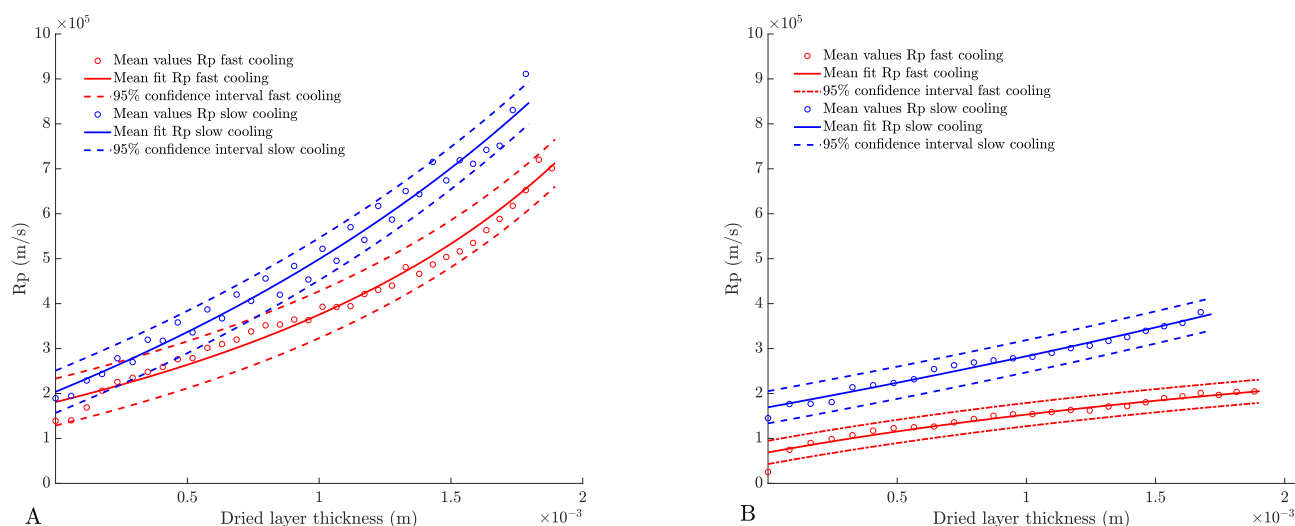 ×10⁵
10
9
8
7
6
5
4
3
2
1
0
Rp (m/s)
Mean values Rp fast cooling
Mean fit Rp fast cooling
95% confidence interval fast cooling
Mean values Rp slow cooling
Mean fit Rp slow cooling
95% confidence interval slow cooling
0.5 1 1.5 2
Dried layer thickness (m) ×10⁻³
A
×10⁵
10
9
8
7
6
5
4
3
2
1
0
Rp (m/s)
Mean values Rp fast cooling
Mean fit Rp fast cooling
95% confidence interval fast cooling
Mean values Rp slow cooling
Mean fit Rp slow cooling
95% confidence interval slow cooling
0.5 1 1.5 2
Dried layer thickness (m) ×10⁻³
B